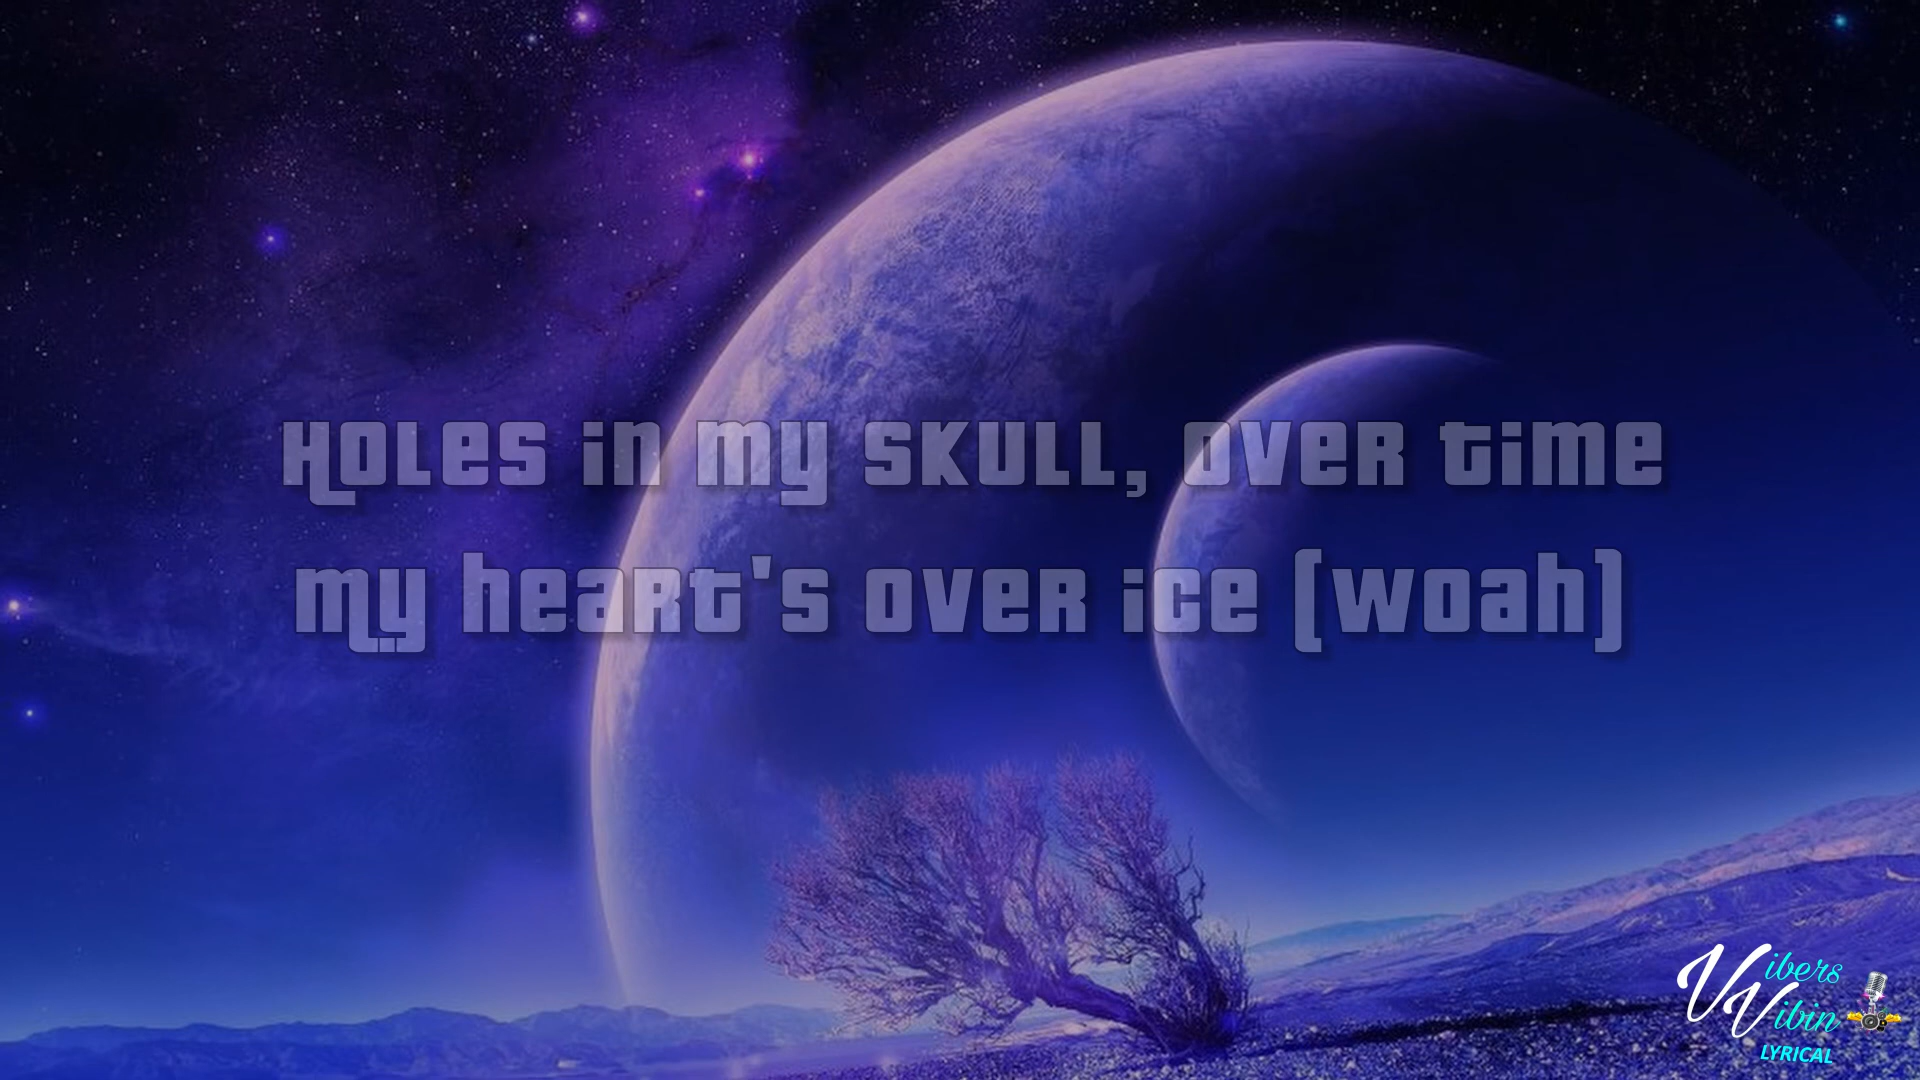 Holes in my skull, over time
my heart's over ice (woah)
Vibers
Vibin
LYRICAL